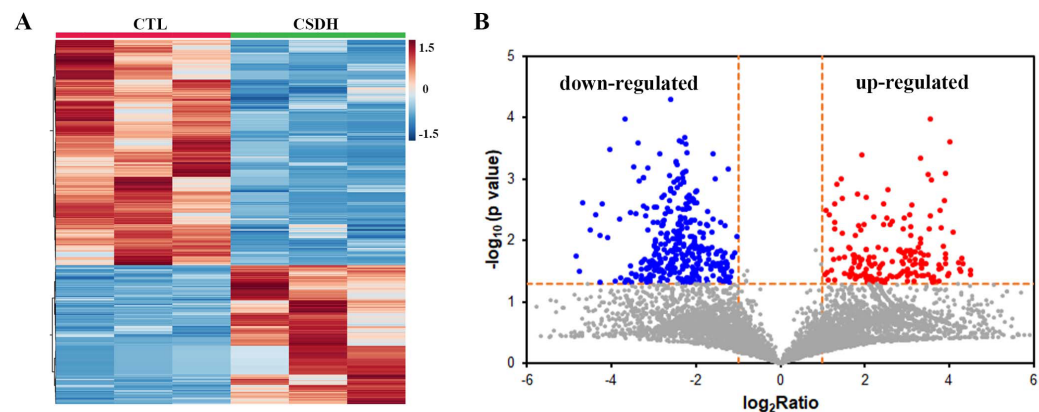 A
CTL CSDH
1.5
0
-1.5
B
down-regulated up-regulated
5
4
3
2
1
0
-log10 (p value)
-6 -4 -2 0 2 4 6
log2Ratio